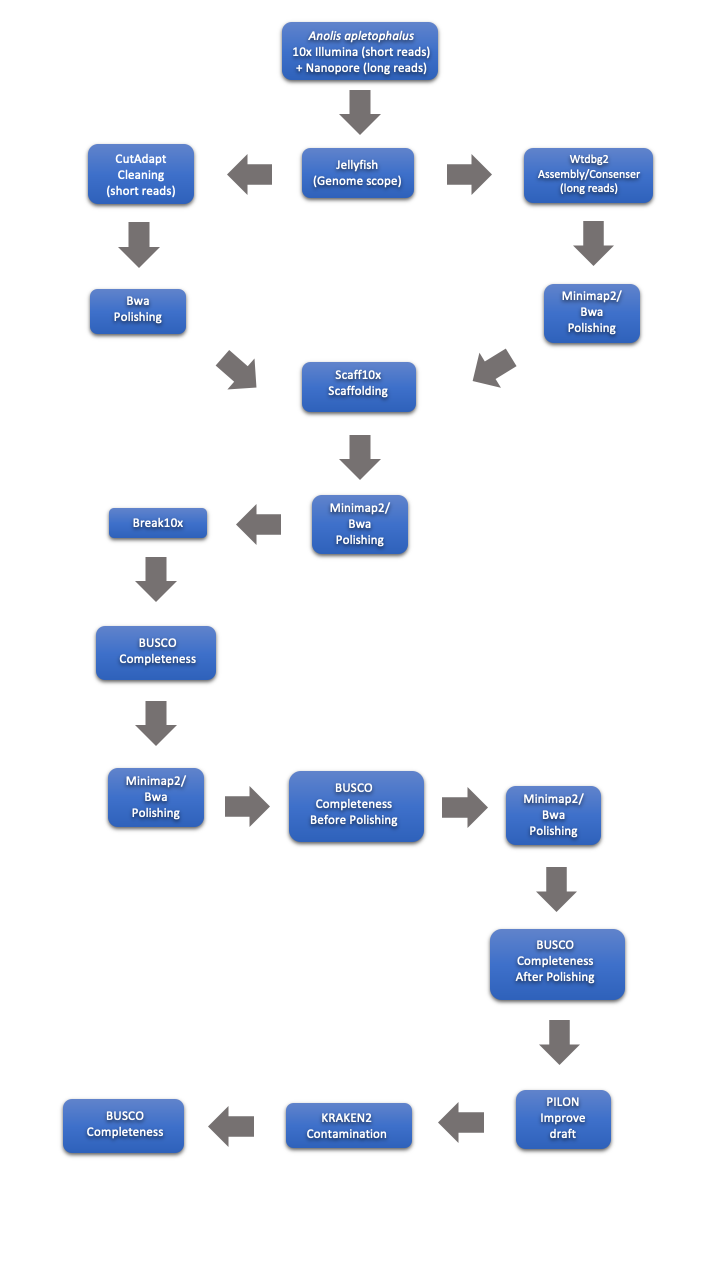 Anolis apletophalus
10x Illumina (short reads)
+ Nanopore (long reads)
CutAdapt
Cleaning
(short reads)
Jellyfish
(Genome scope)
Wtdbg2
Assembly/Consenser
(long reads)
Bwa
Polishing
Minimap2/
Bwa
Polishing
Scaff10x
Scaffolding
Minimap2/
Bwa
Polishing
Break10x
BUSCO
Completeness
Minimap2/
Bwa
Polishing
BUSCO
Completeness
Before Polishing
Minimap2/
Bwa
Polishing
BUSCO
Completeness
After Polishing
PILON
Improve
draft
KRAKEN2
Contamination
BUSCO
Completeness